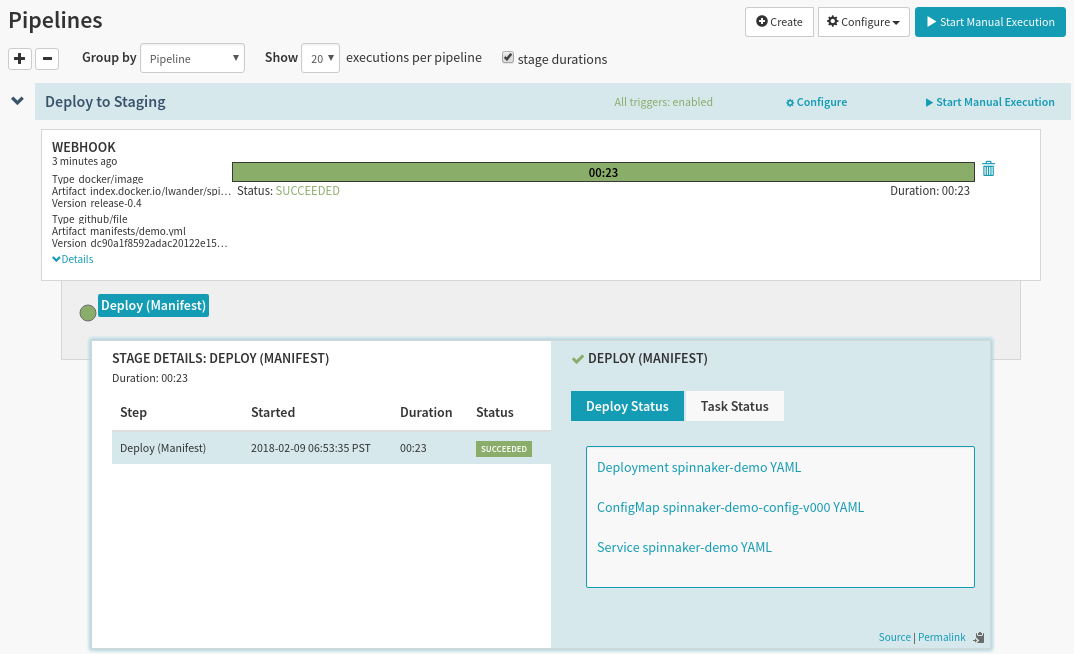 Pipelines
Create
Configure
Start Manual Execution
Group by Pipeline Show 20 executions per pipeline stage durations
Deploy to Staging All triggers: enabled Configure Start Manual Execution
WEBHOOK
3 minutes ago
00:23
Type docker/image
Artifact index.docker.io/lwander/spi…
Status: SUCCEEDED Duration: 00:23
Version release-0.4
Type github/file
Artifact manifests/demo.yml
Version dc90a1f8592adac20122e15…
Details
Deploy (Manifest)
STAGE DETAILS: DEPLOY (MANIFEST)
Duration: 00:23
Step Started Duration Status
Deploy (Manifest) 2018-02-09 06:53:35 PST 00:23 SUCCEEDED
DEPLOY (MANIFEST)
Deploy Status Task Status
Deployment spinnaker-demo YAML
ConfigMap spinnaker-demo-config-v000 YAML
Service spinnaker-demo YAML
Source | Permalink